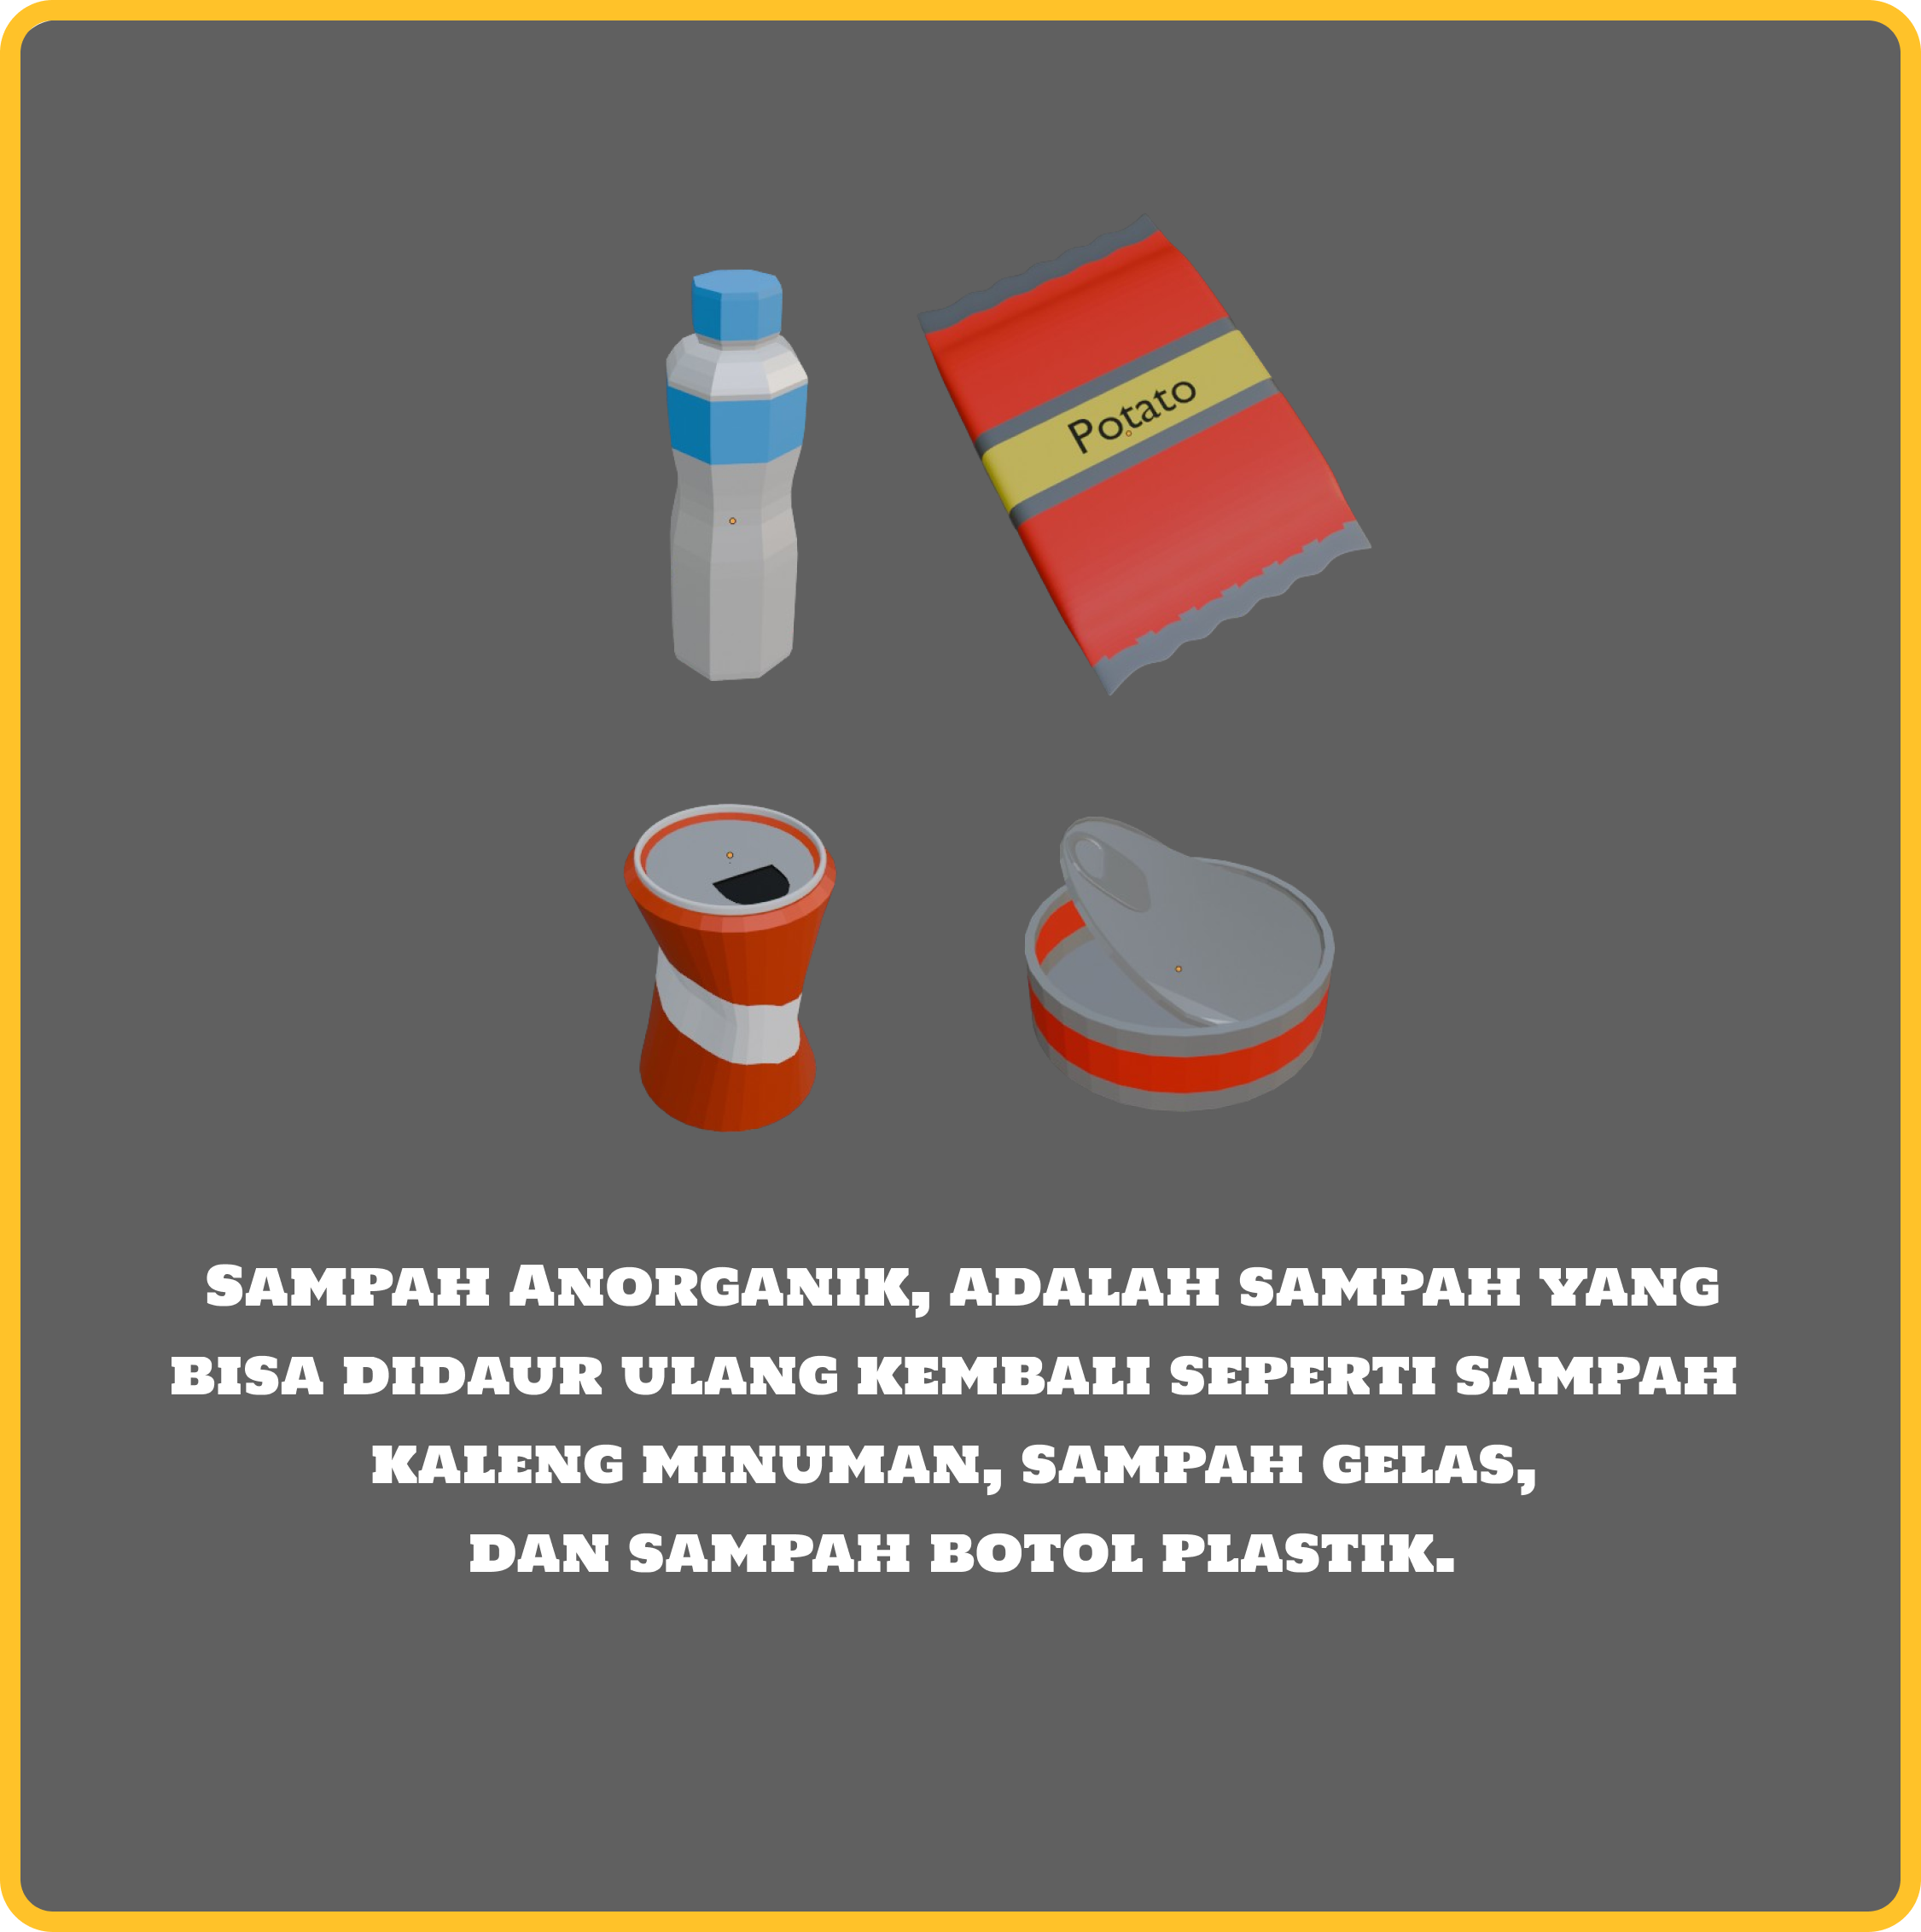 Potato
Sampah Anorganik, adalah sampah yang
bisa didaur ulang kembali seperti sampah
kaleng minuman, sampah gelas,
dan sampah botol plastik.